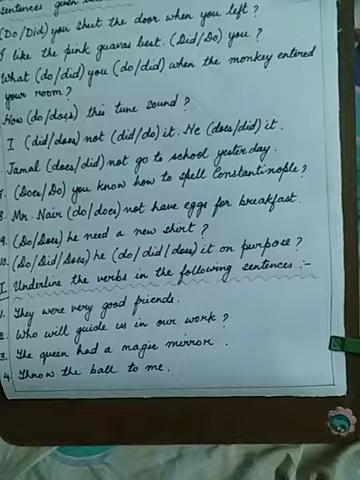 sentences given
(Do/Did) you shut the door when you left?
I like the pink guavas best. (Did/Do) you?
What (do/did) you (do/did) when the monkey entered
your room?
How (do/does) this tune sound?
I (did/does) not (did/do) it. He (does/did) it.
Jamal (does/did) not go to school yesterday.
7. (Does/Do) you know how to spell Constantinople?
8. Mr. Nair (do/does) not have eggs for breakfast.
9. (Do/Does) he need a new shirt?
10. (Do/Did/Does) he (do/did/does) it on purpose?
I Underline the verbs in the following sentences :-
1. They were very good friends.
2. Who will guide us in our work?
3. The queen had a magic mirror.
4. Throw the ball to me.